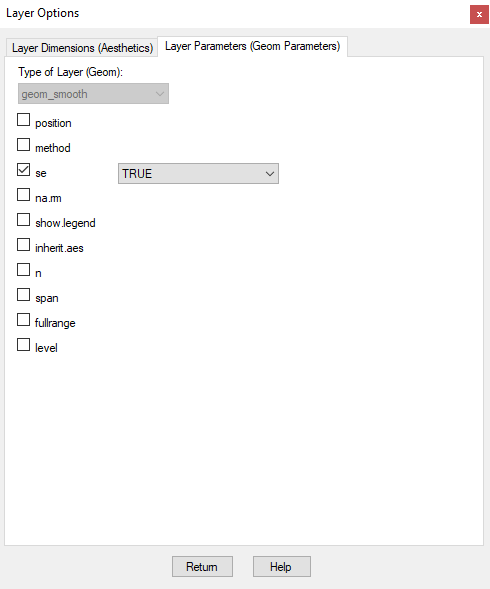 Layer Options
x
Layer Dimensions (Aesthetics)
Layer Parameters (Geom Parameters)
Type of Layer (Geom):
geom_smooth
position
method
se
TRUE
na.rm
show.legend
inherit.aes
n
span
fullrange
level
Return
Help